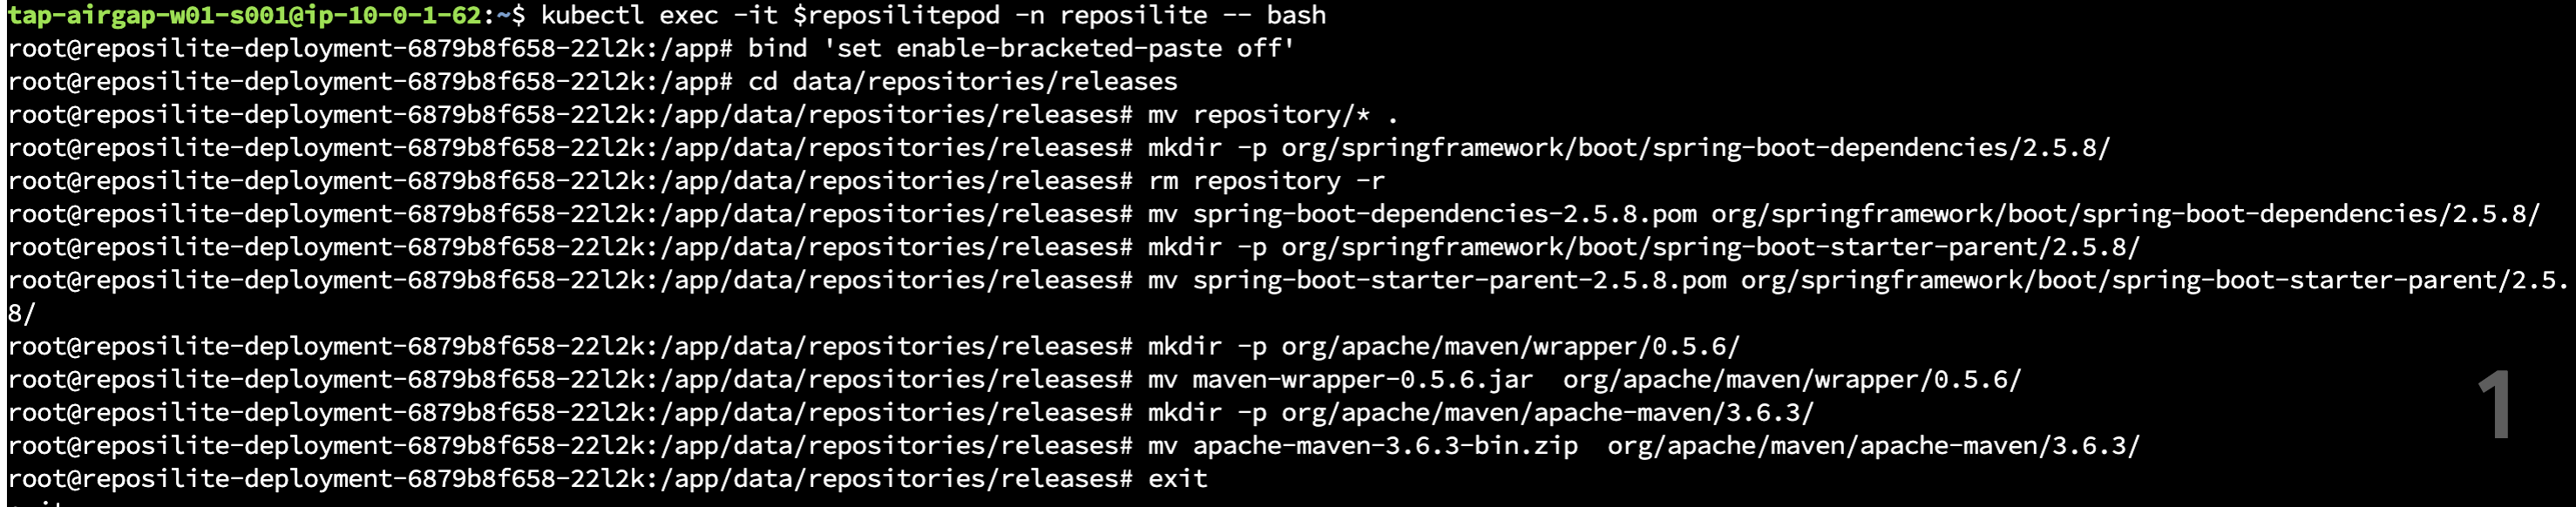 tap-airgap-w01-s001@ip-10-0-1-62:~$ kubectl exec -it $reposilitepod -n reposilite -- bash
root@reposilite-deployment-6879b8f658-22l2k:/app# bind 'set enable-bracketed-paste off'
root@reposilite-deployment-6879b8f658-22l2k:/app# cd data/repositories/releases
root@reposilite-deployment-6879b8f658-22l2k:/app/data/repositories/releases# mv repository/* .
root@reposilite-deployment-6879b8f658-22l2k:/app/data/repositories/releases# mkdir -p org/springframework/boot/spring-boot-dependencies/2.5.8/
root@reposilite-deployment-6879b8f658-22l2k:/app/data/repositories/releases# rm repository -r
root@reposilite-deployment-6879b8f658-22l2k:/app/data/repositories/releases# mv spring-boot-dependencies-2.5.8.pom org/springframework/boot/spring-boot-dependencies/2.5.8/
root@reposilite-deployment-6879b8f658-22l2k:/app/data/repositories/releases# mkdir -p org/springframework/boot/spring-boot-starter-parent/2.5.8/
root@reposilite-deployment-6879b8f658-22l2k:/app/data/repositories/releases# mv spring-boot-starter-parent-2.5.8.pom org/springframework/boot/spring-boot-starter-parent/2.5.
8/
root@reposilite-deployment-6879b8f658-22l2k:/app/data/repositories/releases# mkdir -p org/apache/maven/wrapper/0.5.6/
root@reposilite-deployment-6879b8f658-22l2k:/app/data/repositories/releases# mv maven-wrapper-0.5.6.jar  org/apache/maven/wrapper/0.5.6/
root@reposilite-deployment-6879b8f658-22l2k:/app/data/repositories/releases# mkdir -p org/apache/maven/apache-maven/3.6.3/
root@reposilite-deployment-6879b8f658-22l2k:/app/data/repositories/releases# mv apache-maven-3.6.3-bin.zip  org/apache/maven/apache-maven/3.6.3/
root@reposilite-deployment-6879b8f658-22l2k:/app/data/repositories/releases# exit
1